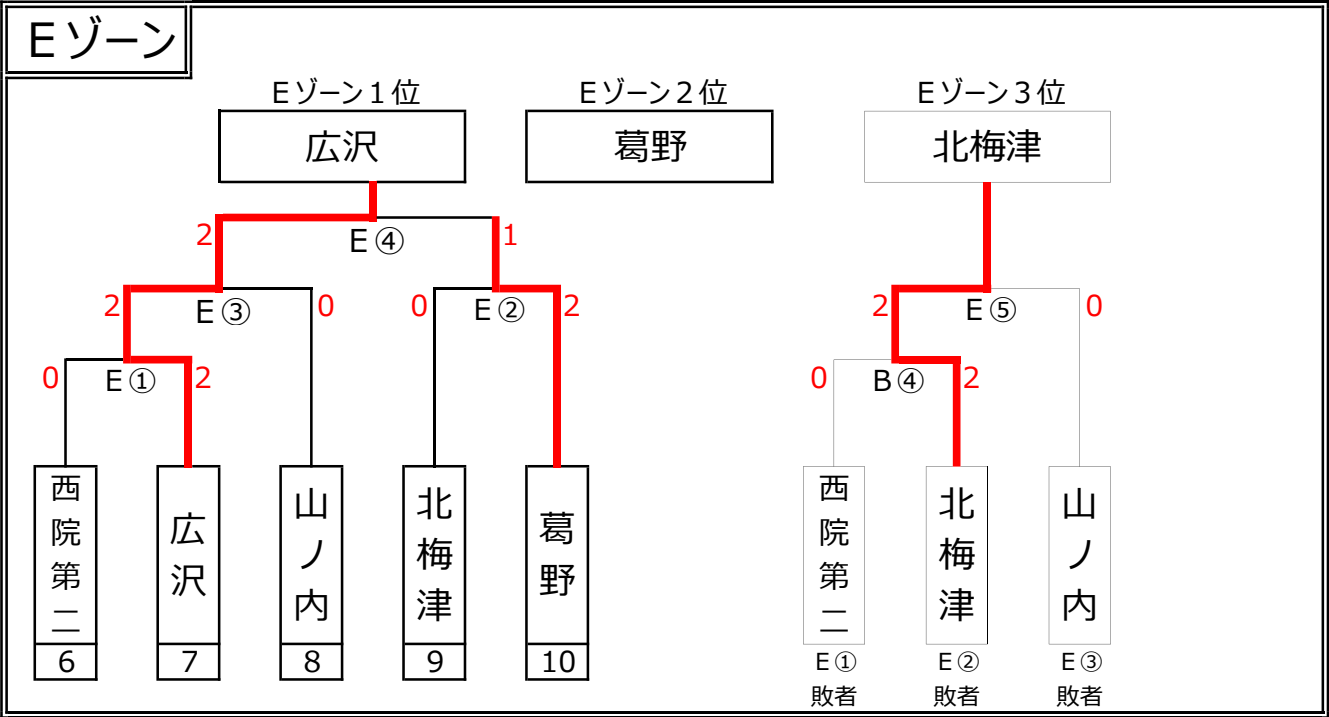 Eゾーン
Eゾーン1位 Eゾーン2位 Eゾーン3位
広沢 葛野 北梅津
2 E④ 1
2 E③ 0 0 E② 2 2 E⑤ 0
0 E① 2 0 B④ 2
西院第二 広沢 山ノ内 北梅津 葛野 西院第二 北梅津 山ノ内
6 7 8 9 10 E① E② E③
敗者 敗者 敗者